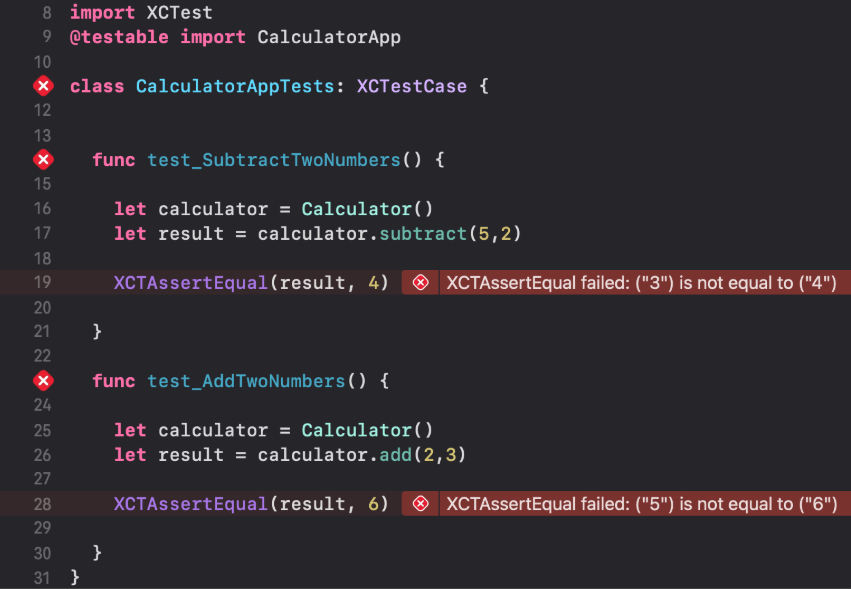 8 import XCTest
9 @testable import CalculatorApp
10
class CalculatorAppTests: XCTestCase {
12
13
func test_SubtractTwoNumbers() {
15
16 let calculator = Calculator()
17 let result = calculator.subtract(5,2)
18
19 XCTAssertEqual(result, 4) XCTAssertEqual failed: ("3") is not equal to ("4")
20
21 }
22
func test_AddTwoNumbers() {
24
25 let calculator = Calculator()
26 let result = calculator.add(2,3)
27
28 XCTAssertEqual(result, 6) XCTAssertEqual failed: ("5") is not equal to ("6")
29
30 }
31 }